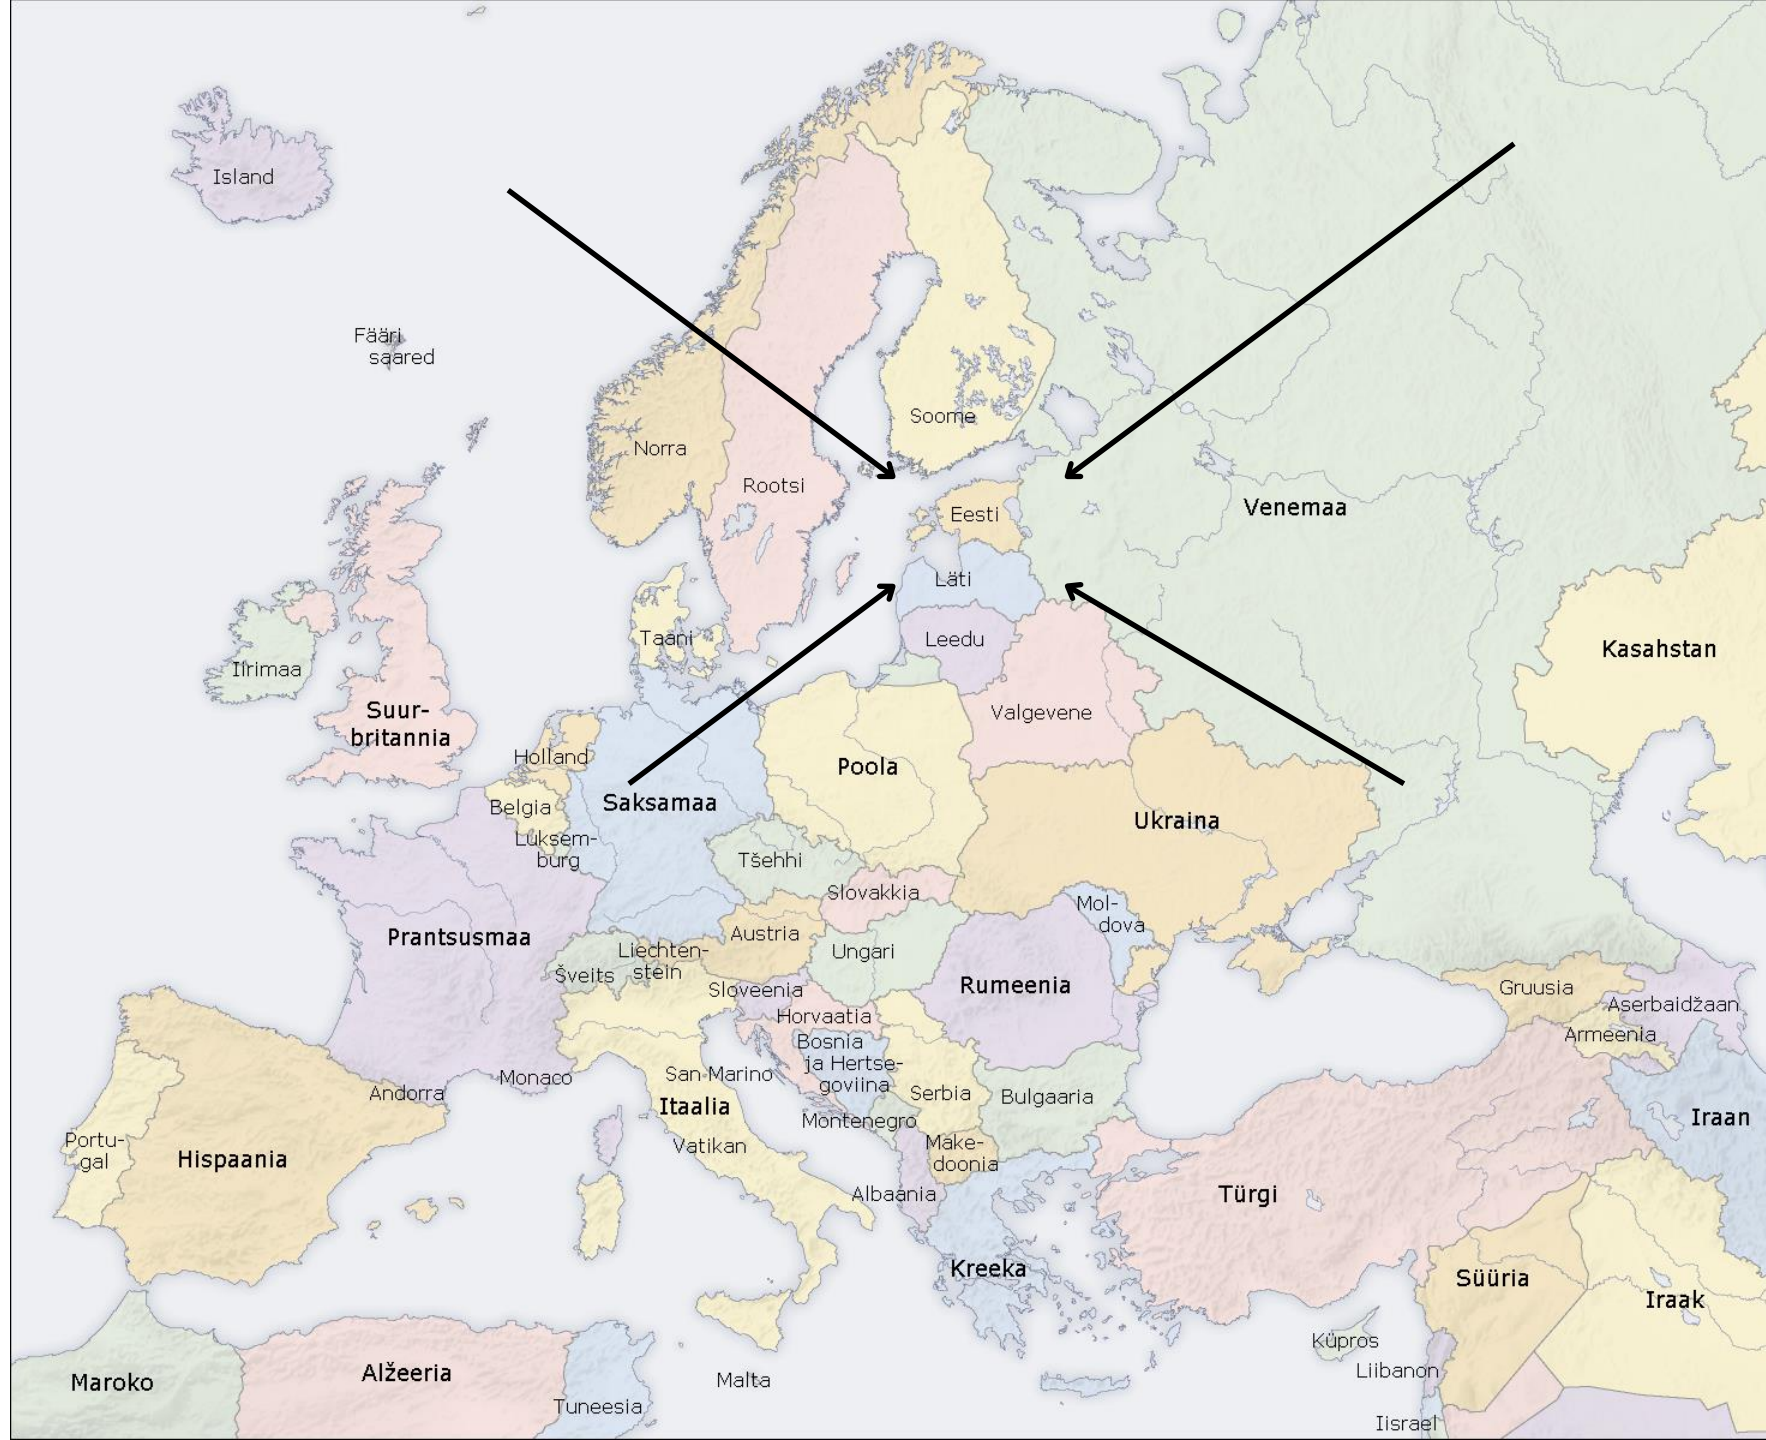 Island
Fääri
saared
Soome
Norra
Rootsi
Venemaa
Eesti
Läti
Taani
Leedu
Kasahstan
Iirimaa
Suur-
britannia
Valgevene
Holland
Poola
Belgia
Saksamaa
Ukraina
Luksem-
burg
Tšehhi
Slovakkia
Mol-
dova
Prantsusmaa
Austria
Liechten-
stein
Ungari
Šveits
Rumeenia
Sloveenia
Gruusia
Aserbaidžaan
Horvaatia
Armeenia
Bosnia
ja Hertse-
goviina
San Marino
Monaco
Andorra
Serbia
Bulgaaria
Itaalia
Iraan
Montenegro
Portu-
gal
Hispaania
Vatikan
Make-
doonia
Albaania
Türgi
Kreeka
Süüria
Iraak
Küpros
Liibanon
Maroko
Alžeeria
Malta
Tuneesia
Iisrael